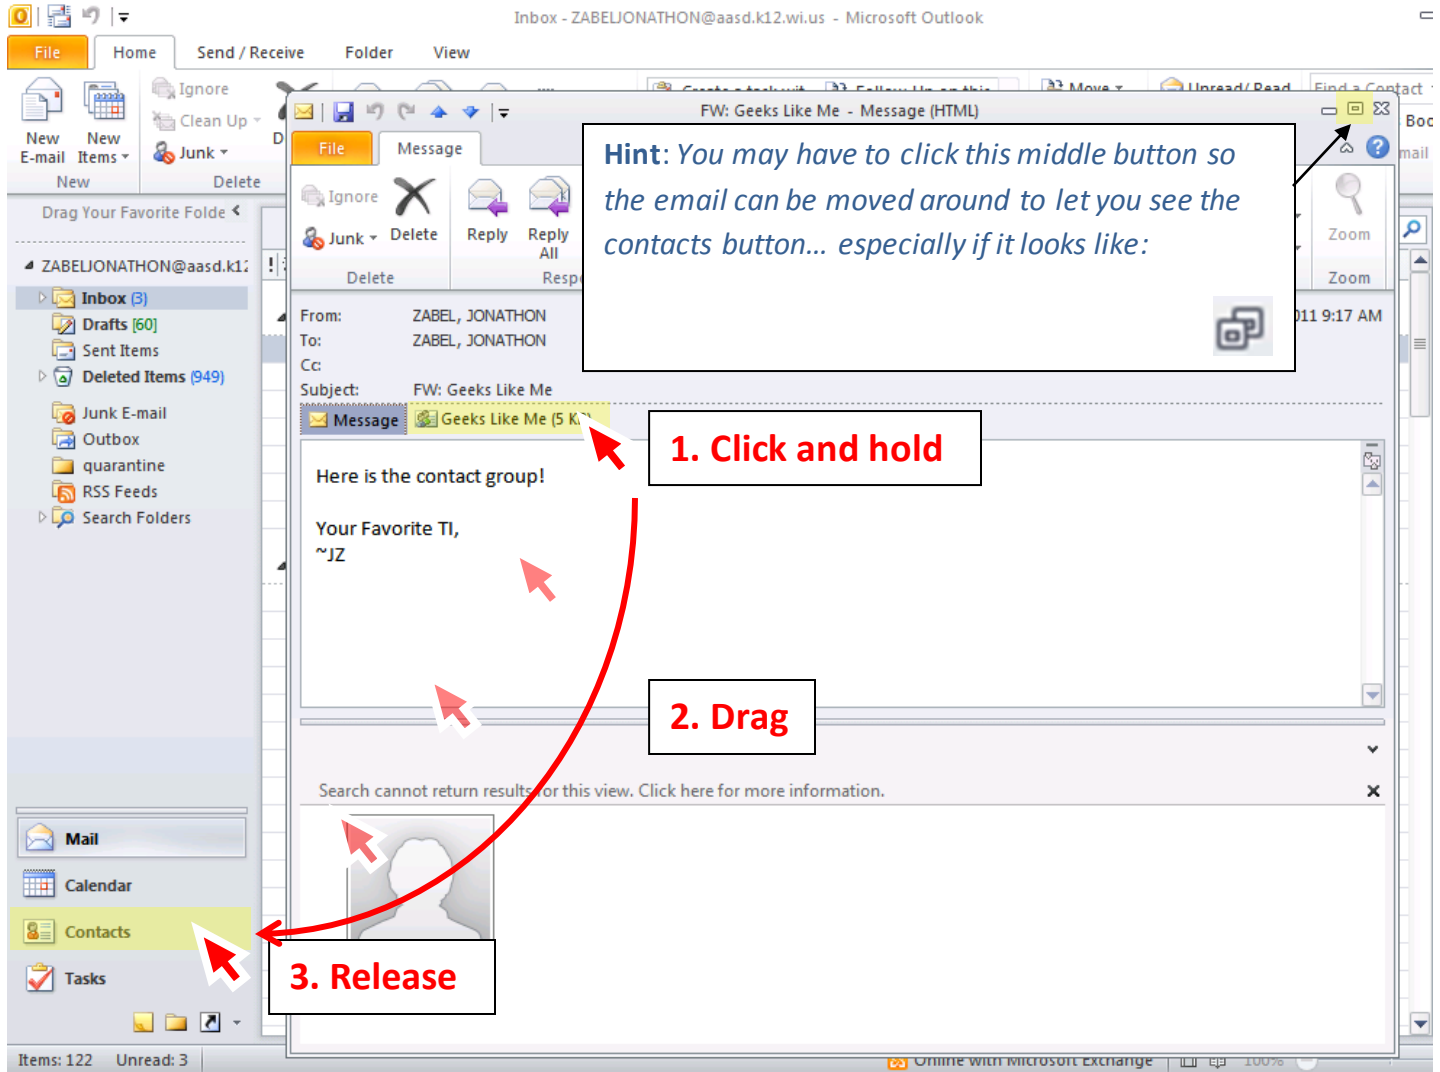 Inbox - ZABELJONATHON@aasd.k12.wi.us - Microsoft Outlook
File Home Send / Receive Folder View
New E-mail
New Items
Ignore
Clean Up
Junk
New
Delete
Move
Unread/ Read
Find a Contact
FW: Geeks Like Me - Message (HTML)
File Message
Ignore
Junk
Delete
Reply
Reply All
Delete
Zoom
Zoom
Hint: You may have to click this middle button so
the email can be moved around to let you see the
contacts button... especially if it looks like:
From: ZABEL, JONATHON
9:17 AM
To: ZABEL, JONATHON
Cc:
Subject: FW: Geeks Like Me
Message Geeks Like Me (5
1. Click and hold
Here is the contact group!
Your Favorite TI,
~JZ
2. Drag
Search cannot return results for this view. Click here for more information.
3. Release
Drag Your Favorite Folde
ZABELJONATHON@aasd.k12
Inbox (3)
Drafts [60]
Sent Items
Deleted Items (949)
Junk E-mail
Outbox
quarantine
RSS Feeds
Search Folders
Mail
Calendar
Contacts
Tasks
Items: 122 Unread: 3
Online with Microsoft Exchange 100%